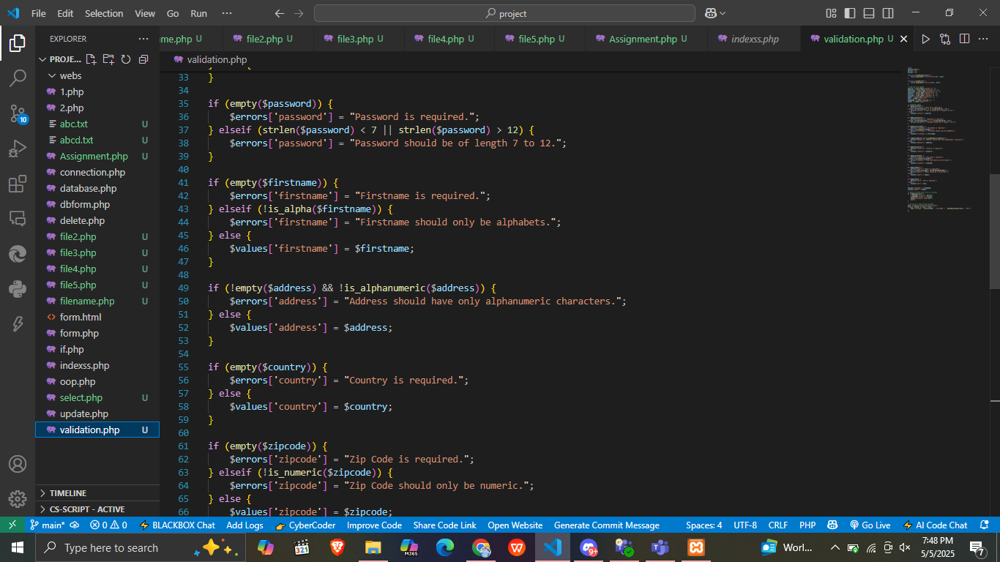 File Edit Selection View Go Run ···
project
EXPLORER ···
PROJE...
webs
1.php
2.php
abc.txt U
abcd.txt U
Assignment.php U
connection.php
database.php
dbform.php
delete.php
file2.php U
file3.php U
file4.php U
file5.php U
filename.php U
form.html
form.php
if.php
indexss.php
oop.php
select.php U
update.php
validation.php U
TIMELINE
CS-SCRIPT - ACTIVE
10
me.php U file2.php U file3.php U file4.php U file5.php U Assignment.php U indexss.php validation.php U
validation.php
33 }
34
35 if (empty($password)) {
36 $errors['password'] = "Password is required.";
37 } elseif (strlen($password) < 7 || strlen($password) > 12) {
38 $errors['password'] = "Password should be of length 7 to 12.";
39 }
40
41 if (empty($firstname)) {
42 $errors['firstname'] = "Firstname is required.";
43 } elseif (!is_alpha($firstname)) {
44 $errors['firstname'] = "Firstname should only be alphabets.";
45 } else {
46 $values['firstname'] = $firstname;
47 }
48
49 if (!empty($address) && !is_alphanumeric($address)) {
50 $errors['address'] = "Address should have only alphanumeric characters.";
51 } else {
52 $values['address'] = $address;
53 }
54
55 if (empty($country)) {
56 $errors['country'] = "Country is required.";
57 } else {
58 $values['country'] = $country;
59 }
60
61 if (empty($zipcode)) {
62 $errors['zipcode'] = "Zip Code is required.";
63 } elseif (!is_numeric($zipcode)) {
64 $errors['zipcode'] = "Zip Code should only be numeric.";
65 } else {
66 $values['zipcode'] = $zipcode;
main* 0 0 BLACKBOX Chat Add Logs CyberCoder Improve Code Share Code Link Open Website Generate Commit Message Spaces: 4 UTF-8 CRLF PHP Go Live AI Code Chat
Type here to search
321
M365
9+
Worl...
7:48 PM
5/5/2025
7